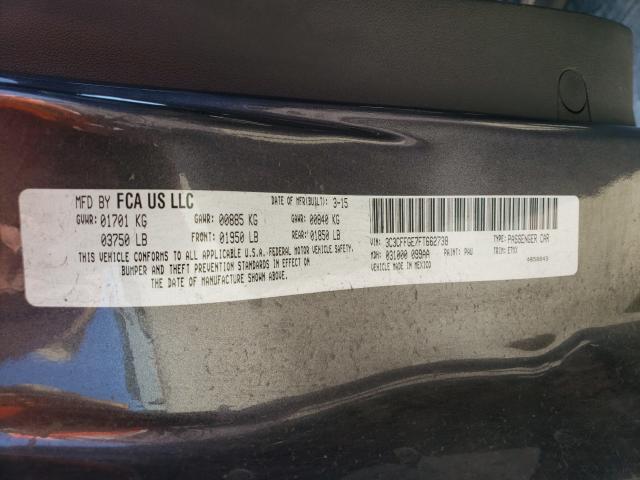 MFD BY FCA US LLC DATE OF MFR(BUILT): 3-15
GVWR: 01701 KG GAWR: 00885 KG GAWR: 00840 KG
03750 LB FRONT: 01950 LB REAR: 01850 LB
THIS VEHICLE CONFORMS TO ALL APPLICABLE U.S.A. FEDERAL MOTOR VEHICLE SAFETY,
BUMPER AND THEFT PREVENTION STANDARDS IN EFFECT ON
THE DATE OF MANUFACTURE SHOWN ABOVE.
VIN: 3C3CFFGE7FT662738 TYPE: PASSENGER CAR
MDH: 031000 099AA PAINT: PAU TRIM: ETMX
VEHICLE MADE IN MEXICO